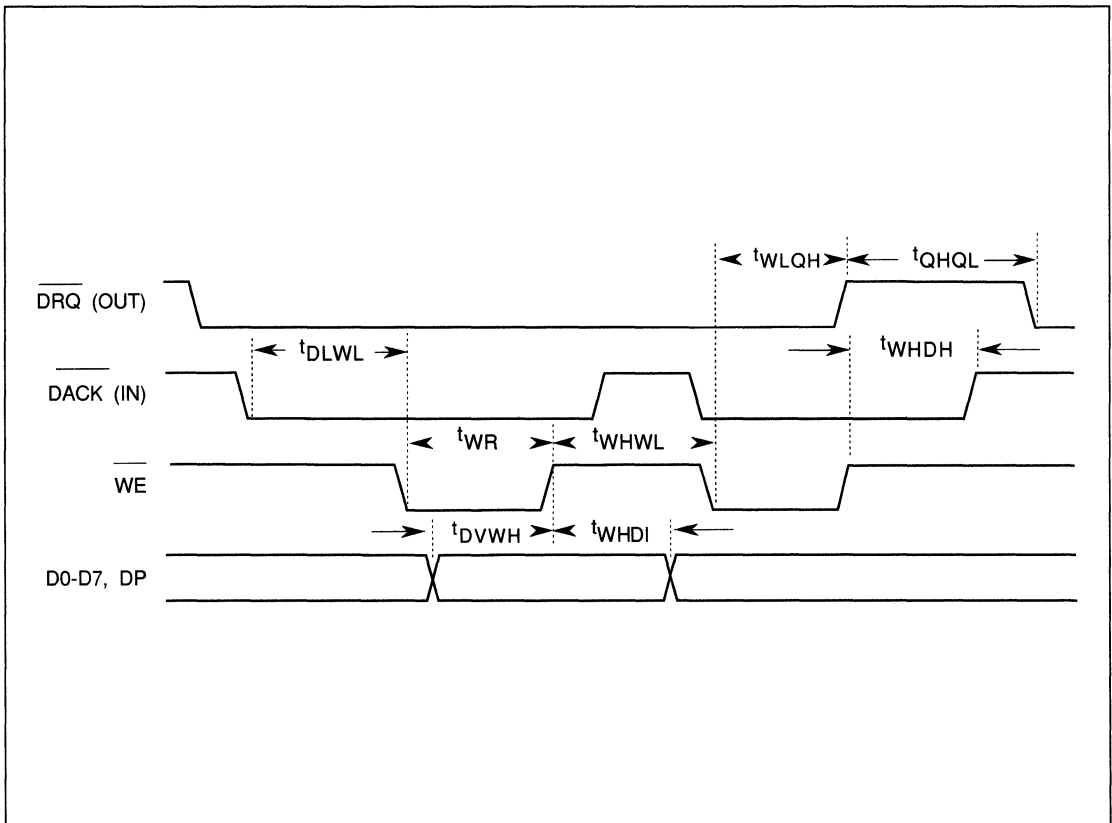 tWLQH tQHQL
DRQ (OUT)
tDLWL tWHDH
DACK (IN)
tWR tWHWL
WE
tDVWH tWHDI
D0-D7, DP